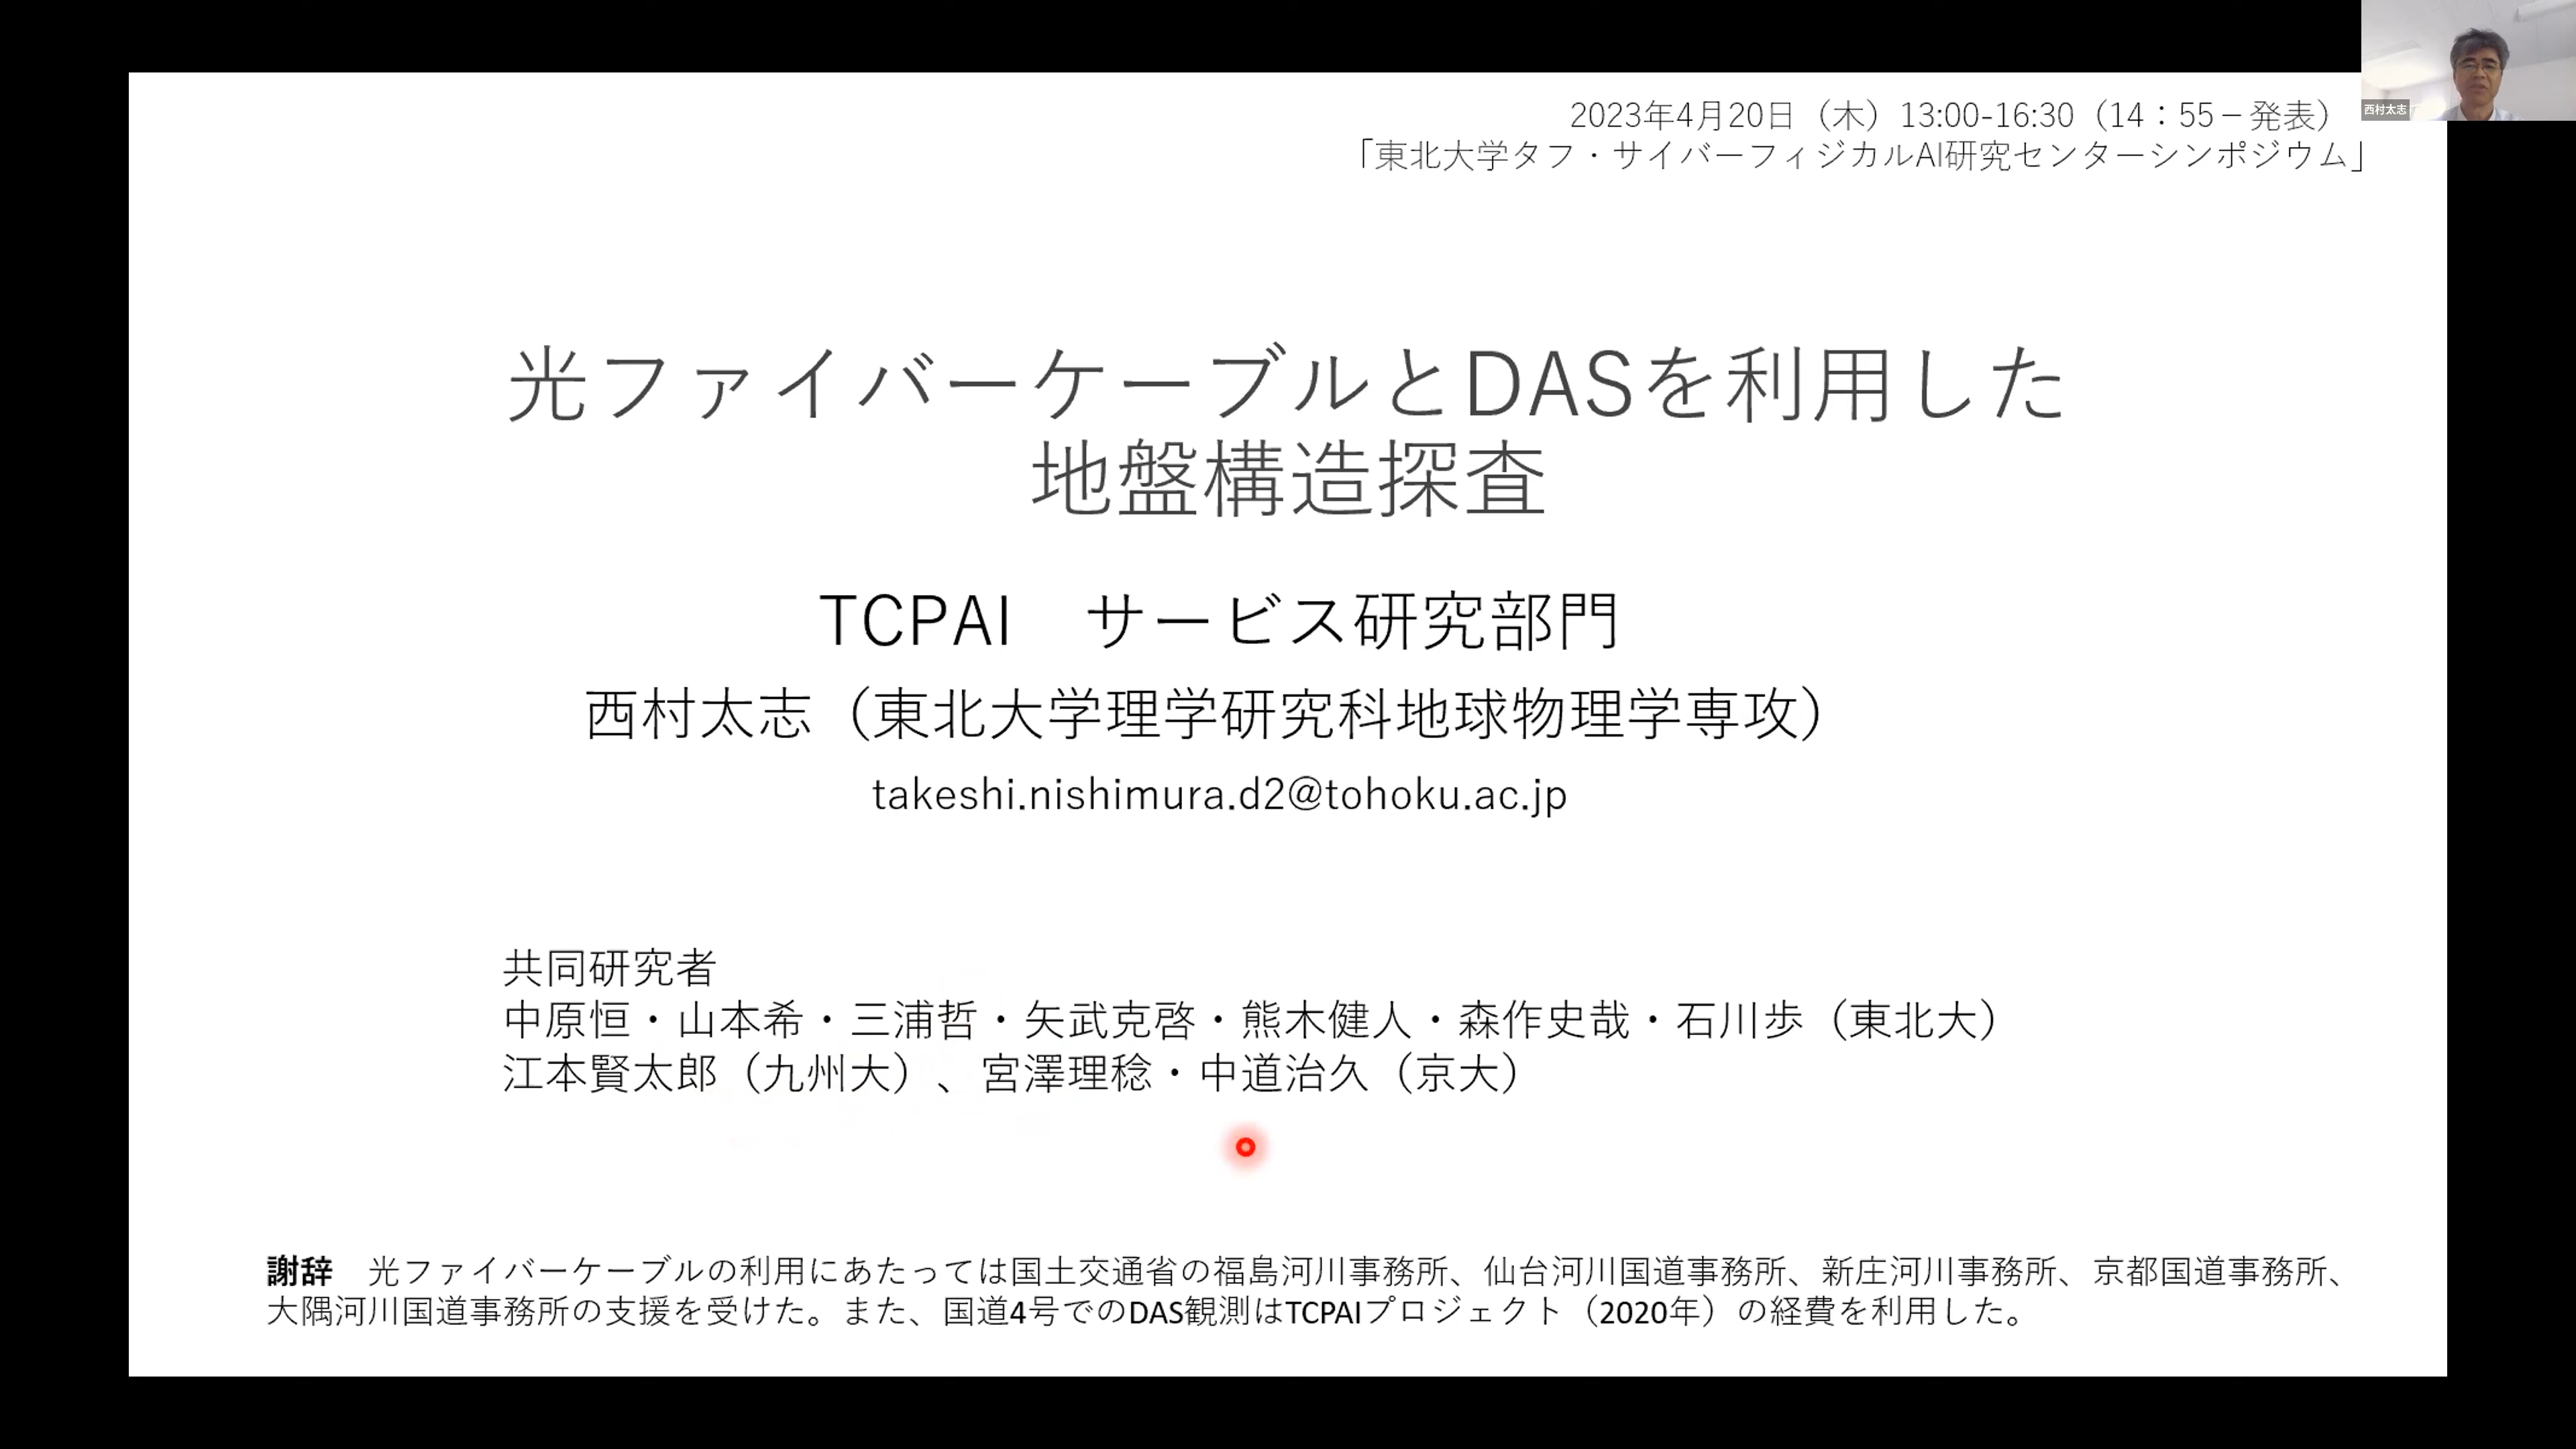 2023年4月20日（木）13:00-16:30（14：55－発表）
「東北大学タフ・サイバーフィジカルAI研究センターシンポジウム」
西村太志
光ファイバーケーブルとDASを利用した
地盤構造探査
TCPAI　サービス研究部門
西村太志（東北大学理学研究科地球物理学専攻）
takeshi.nishimura.d2@tohoku.ac.jp
共同研究者
中原恒・山本希・三浦哲・矢武克啓・熊木健人・森作史哉・石川歩（東北大）
江本賢太郎（九州大）、宮澤理稔・中道治久（京大）
謝辞　光ファイバーケーブルの利用にあたっては国土交通省の福島河川事務所、仙台河川国道事務所、新庄河川事務所、京都国道事務所、
大隅河川国道事務所の支援を受けた。また、国道4号でのDAS観測はTCPAIプロジェクト（2020年）の経費を利用した。